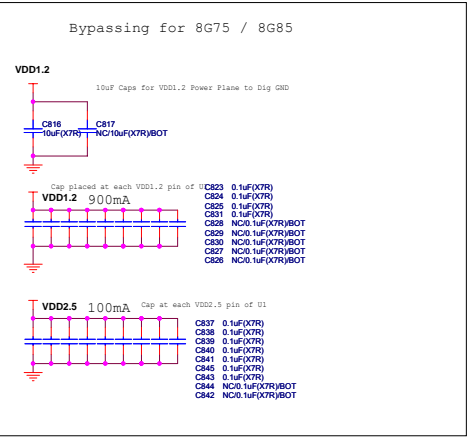 Bypassing for 8G75 / 8G85
VDD1.2
10uF Caps for VDD1.2 Power Plane to Dig GND
C816
10uF(X7R)
C817
NC/10uF(X7R)/BOT
Cap placed at each VDD1.2 pin of U1
VDD1.2 900mA
C823 0.1uF(X7R)
C824 0.1uF(X7R)
C825 0.1uF(X7R)
C831 0.1uF(X7R)
C828 NC/0.1uF(X7R)/BOT
C829 NC/0.1uF(X7R)/BOT
C830 NC/0.1uF(X7R)/BOT
C827 NC/0.1uF(X7R)/BOT
C826 NC/0.1uF(X7R)/BOT
VDD2.5 100mA Cap at each VDD2.5 pin of U1
C837 0.1uF(X7R)
C838 0.1uF(X7R)
C839 0.1uF(X7R)
C840 0.1uF(X7R)
C841 0.1uF(X7R)
C845 0.1uF(X7R)
C843 0.1uF(X7R)
C844 NC/0.1uF(X7R)/BOT
C842 NC/0.1uF(X7R)/BOT